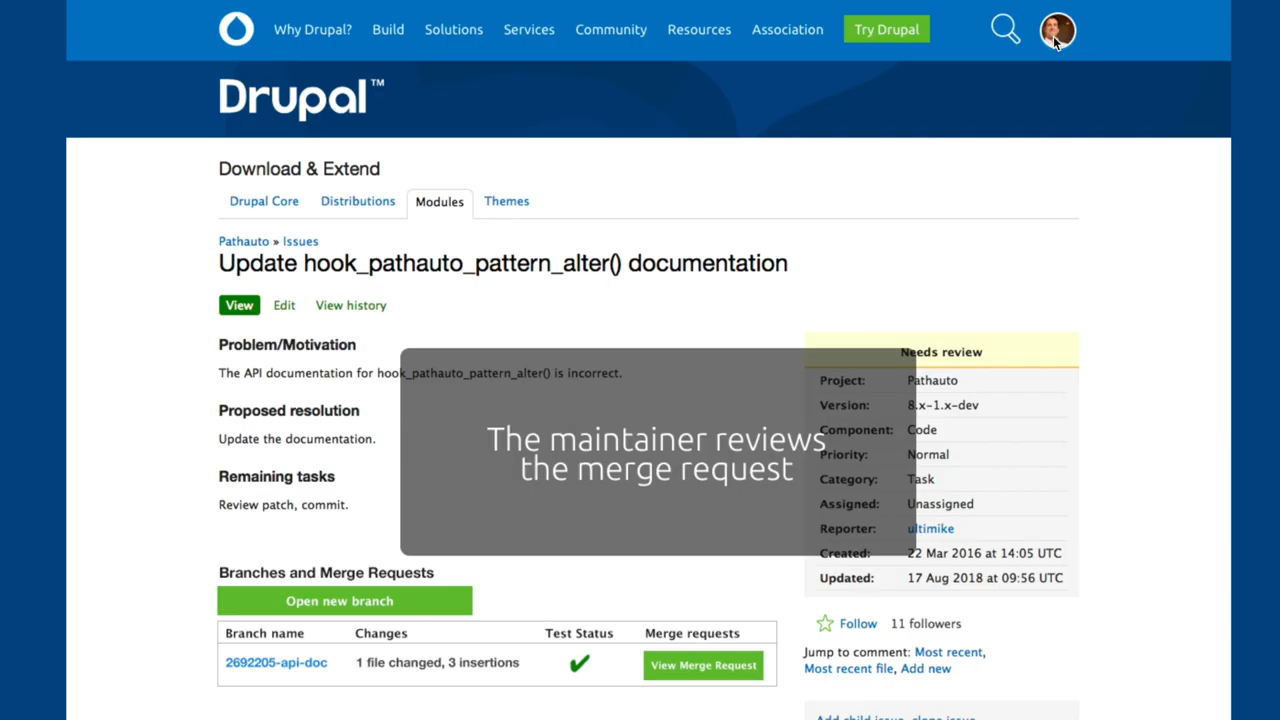 Why Drupal? Build Solutions Services Community Resources Association Try Drupal
Drupal™
Download & Extend
Drupal Core Distributions Modules Themes
Pathauto » Issues
Update hook_pathauto_pattern_alter() documentation
View Edit View history
Problem/Motivation
The API documentation for hook_pathauto_pattern_alter() is incorrect.
Proposed resolution
Update the documentation.
Remaining tasks
Review patch, commit.
The maintainer reviews
the merge request
Needs review
Project: Pathauto
Version: 8.x-1.x-dev
Component: Code
Priority: Normal
Category: Task
Assigned: Unassigned
Reporter: ultimike
Created: 22 Mar 2016 at 14:05 UTC
Updated: 17 Aug 2018 at 09:56 UTC
Branches and Merge Requests
Open new branch
Branch name Changes Test Status Merge requests
2692205-api-doc 1 file changed, 3 insertions View Merge Request
Follow 11 followers
Jump to comment: Most recent,
Most recent file, Add new
Add child issue, clone issue